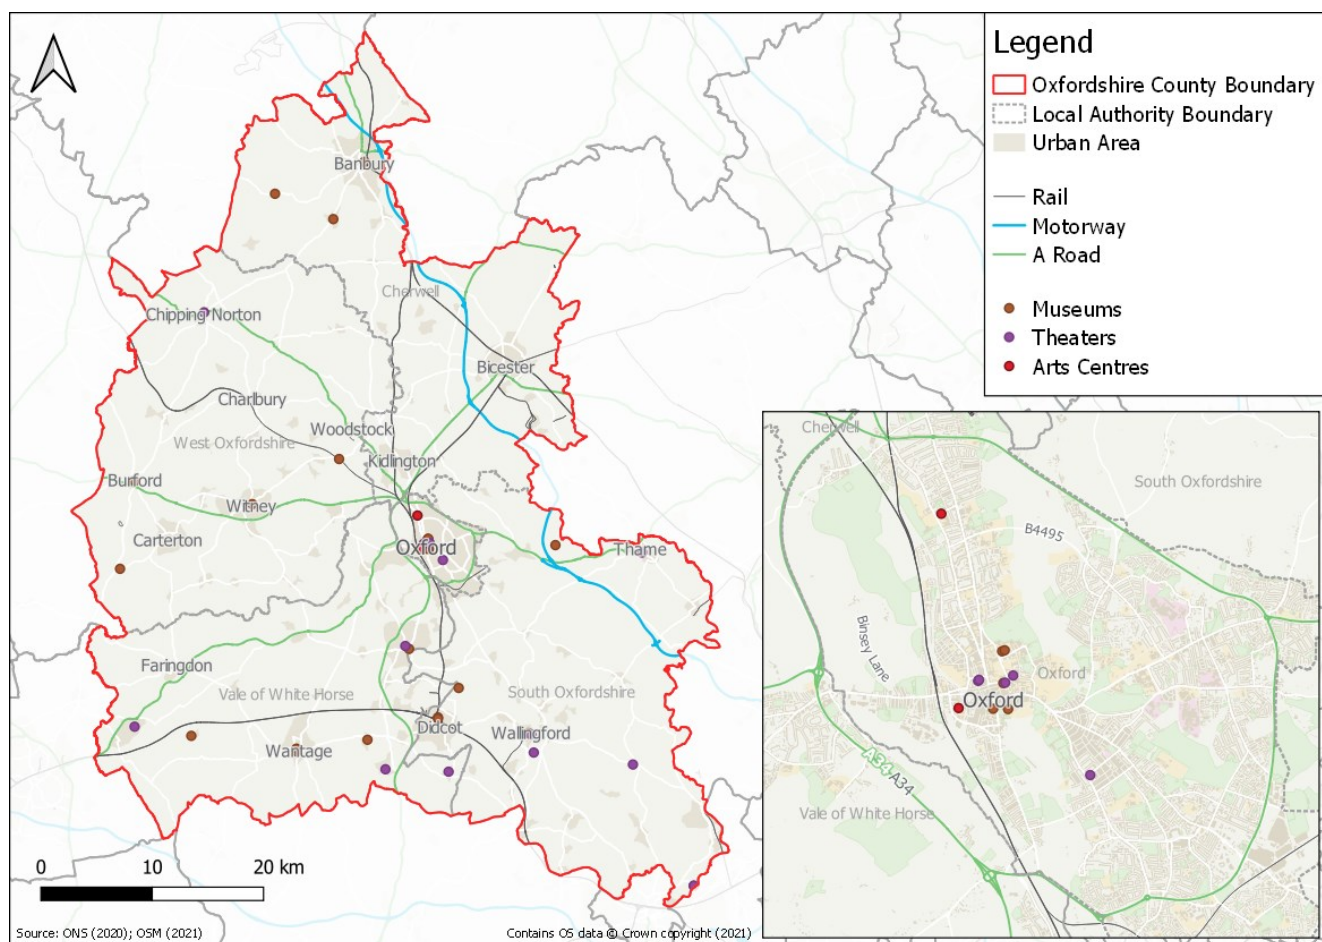 Legend
Oxfordshire County Boundary
Local Authority Boundary
Urban Area
Rail
Motorway
A Road
Museums
Theaters
Arts Centres
Banbury
Cherwell
Chipping Norton
Bicester
Charlbury
Woodstock
West Oxfordshire
Kidlington
Burford
Witney
Carterton
Oxford
Thame
Faringdon
Vale of White Horse
South Oxfordshire
Didcot
Wallingford
Wantage
0 10 20 km
Source: ONS (2020); OSM (2021)
Contains OS data © Crown copyright (2021)
Cherwell
South Oxfordshire
B4495
Binsey Lane
Oxford
Oxford
A34
A34
Vale of White Horse